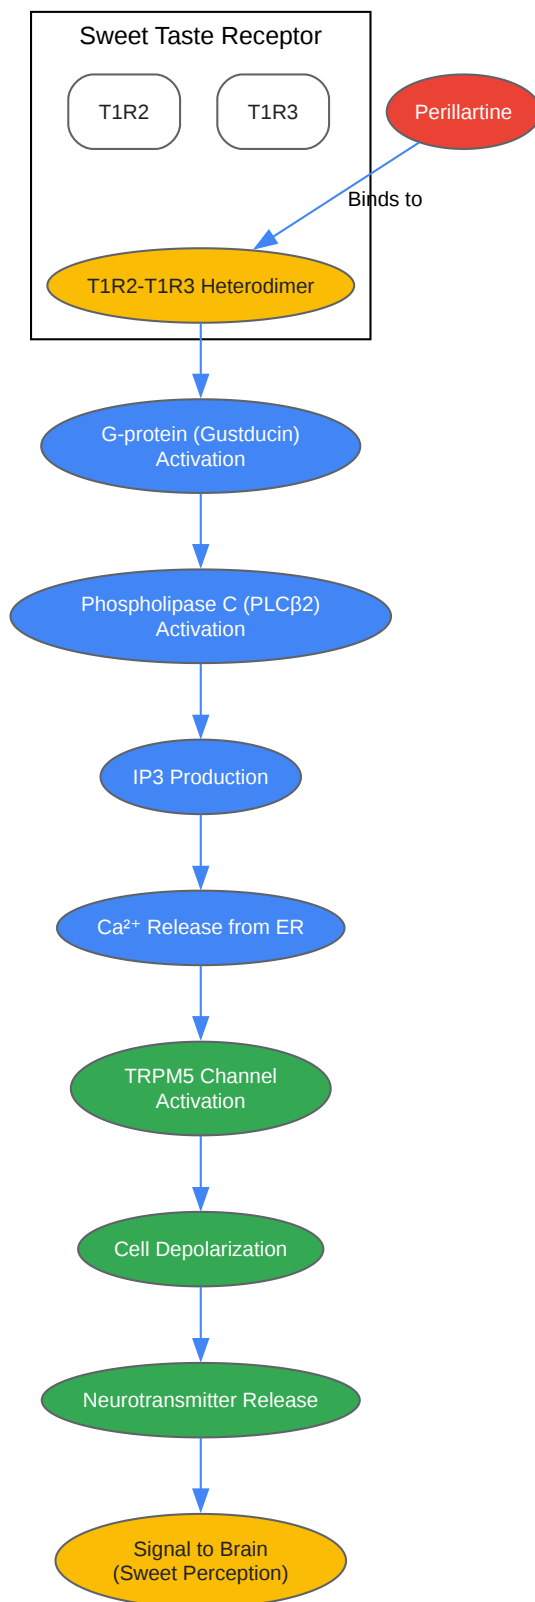 Sweet Taste Receptor
T1R2
T1R3
Perillartine
Binds to
T1R2-T1R3 Heterodimer
G-protein (Gustducin)
Activation
Phospholipase C (PLCβ2)
Activation
IP3 Production
Ca²⁺ Release from ER
TRPM5 Channel
Activation
Cell Depolarization
Neurotransmitter Release
Signal to Brain
(Sweet Perception)